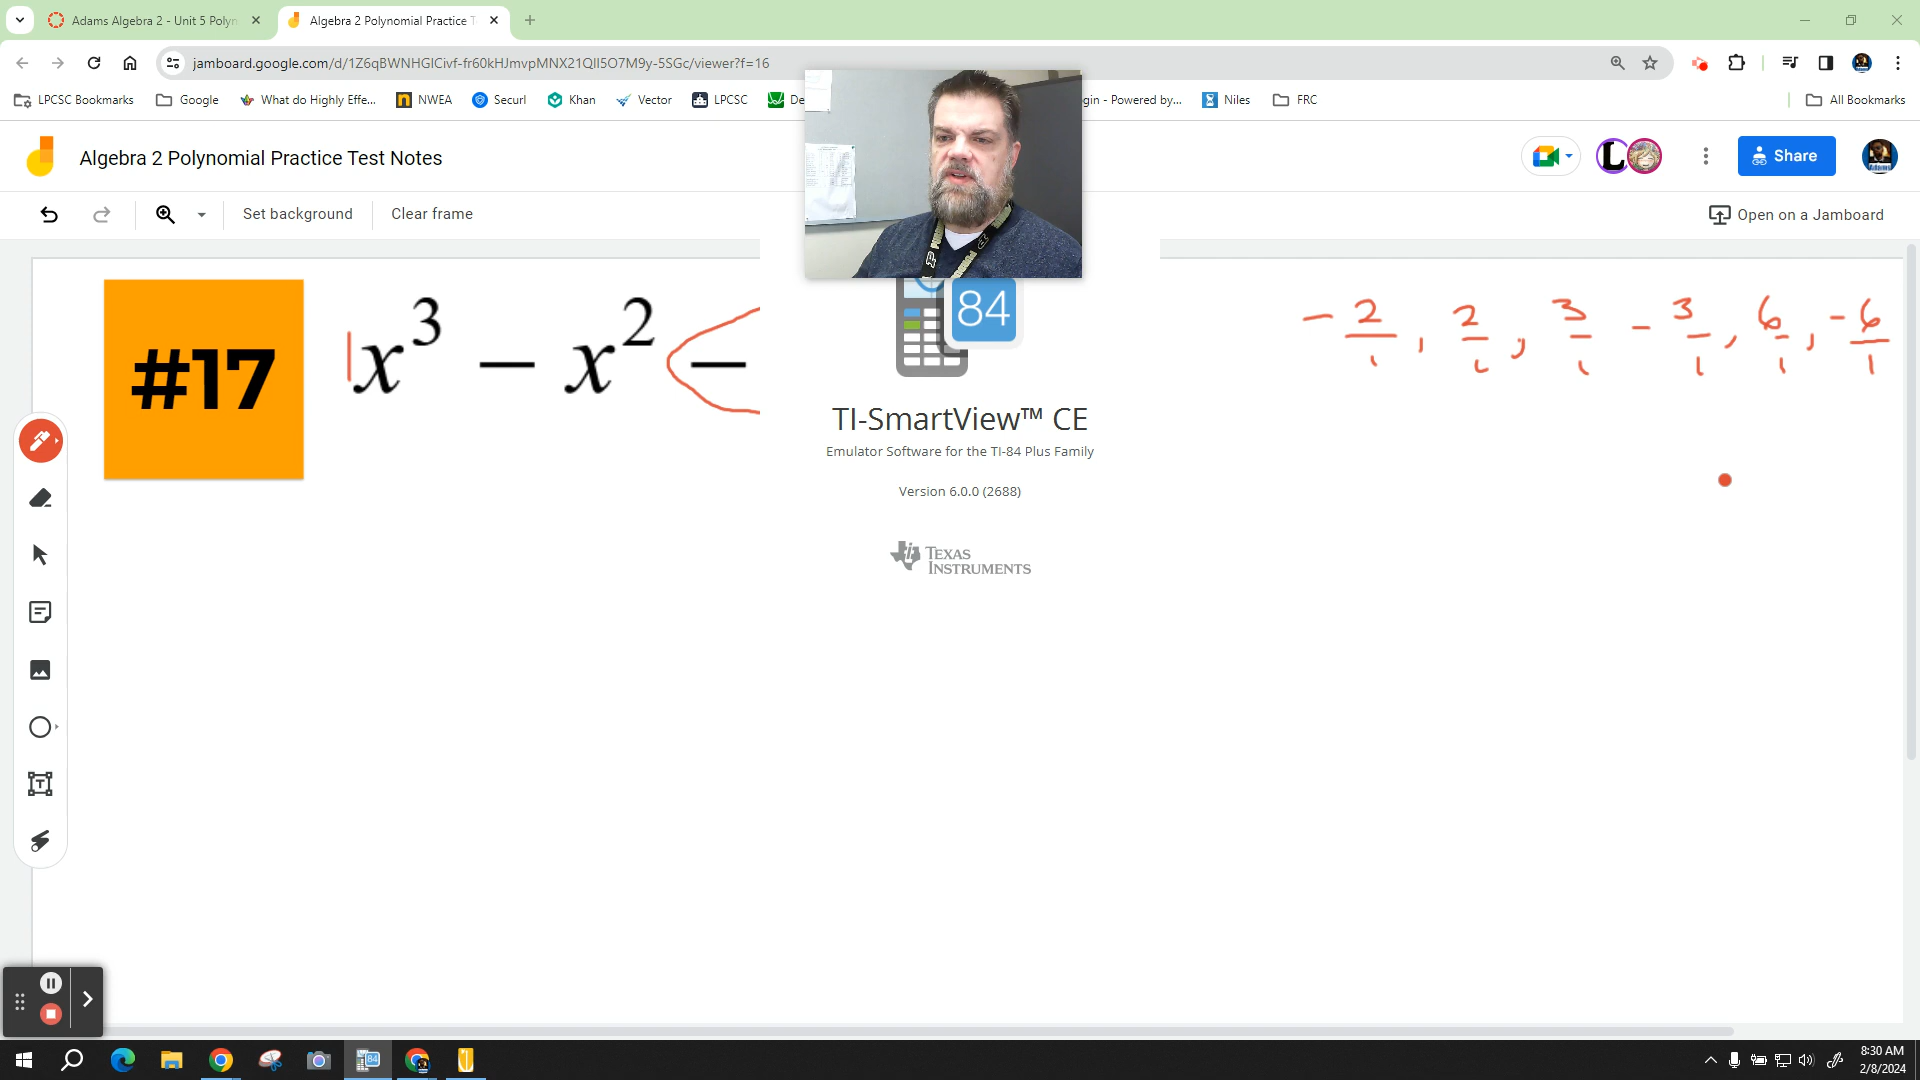 Adams Algebra 2 - Unit 5 Polyn
Algebra 2 Polynomial Practice T
jamboard.google.com/d/1Z6qBWNHGICivf-fr60kHJmvpMNX21QII5O7M9y-5SGc/viewer?f=16
LPCSC Bookmarks
Google
What do Highly Effe...
NWEA
Securl
Khan
Vector
LPCSC
De
gin - Powered by...
Niles
FRC
All Bookmarks
Algebra 2 Polynomial Practice Test Notes
Share
Set background
Clear frame
Open on a Jamboard
#17
1x³ − x² −
84
− 2/1 , 2/1 , 3/1 − 3/1 , 6/1 , −6/1
TI-SmartView™ CE
Emulator Software for the TI-84 Plus Family
Version 6.0.0 (2688)
TEXAS
INSTRUMENTS
8:30 AM
2/8/2024